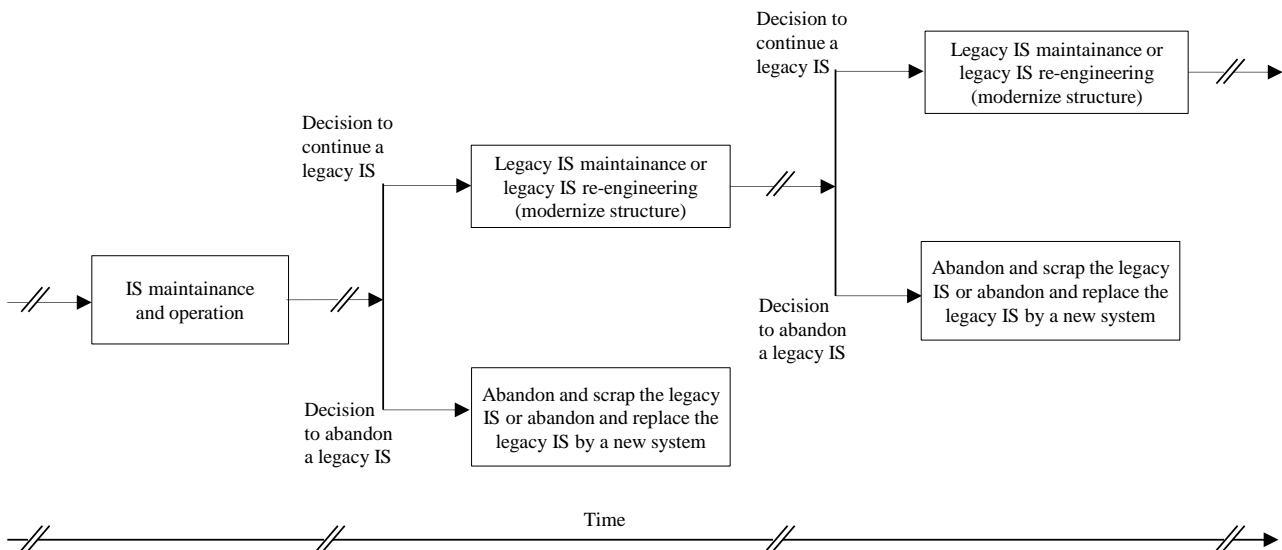 Decision to
continue a
legacy IS
Legacy IS maintainance or
legacy IS re-engineering
(modernize structure)
Decision to
continue a
legacy IS
Legacy IS maintainance or
legacy IS re-engineering
(modernize structure)
IS maintainance
and operation
Abandon and scrap the legacy
IS or abandon and replace the
legacy IS by a new system
Decision
to abandon
a legacy IS
Abandon and scrap the legacy
IS or abandon and replace the
legacy IS by a new system
Decision
to abandon
a legacy IS
Time